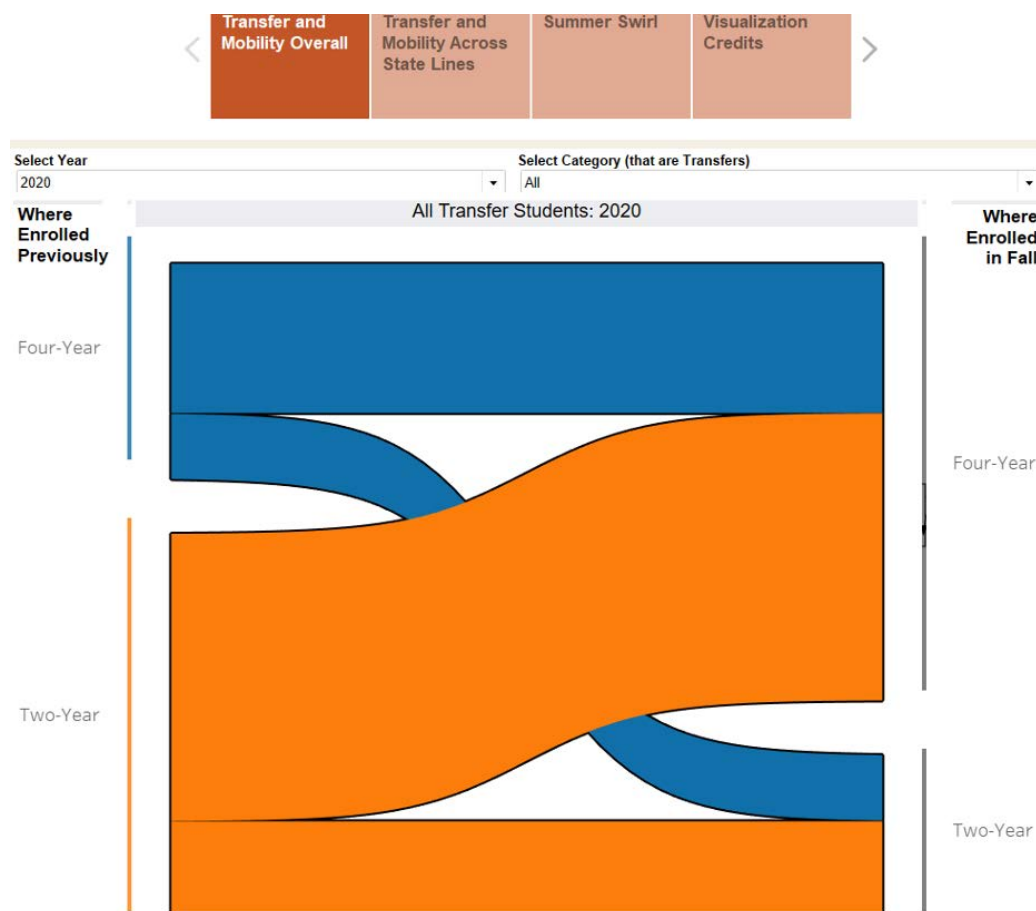 Transfer and
Mobility Overall
Transfer and
Mobility Across
State Lines
Summer Swirl
Visualization
Credits
Select Year
2020
Select Category (that are Transfers)
All
Where
Enrolled
Previously
All Transfer Students: 2020
Where
Enrolled
in Fall
Four-Year
Four-Year
Two-Year
Two-Year